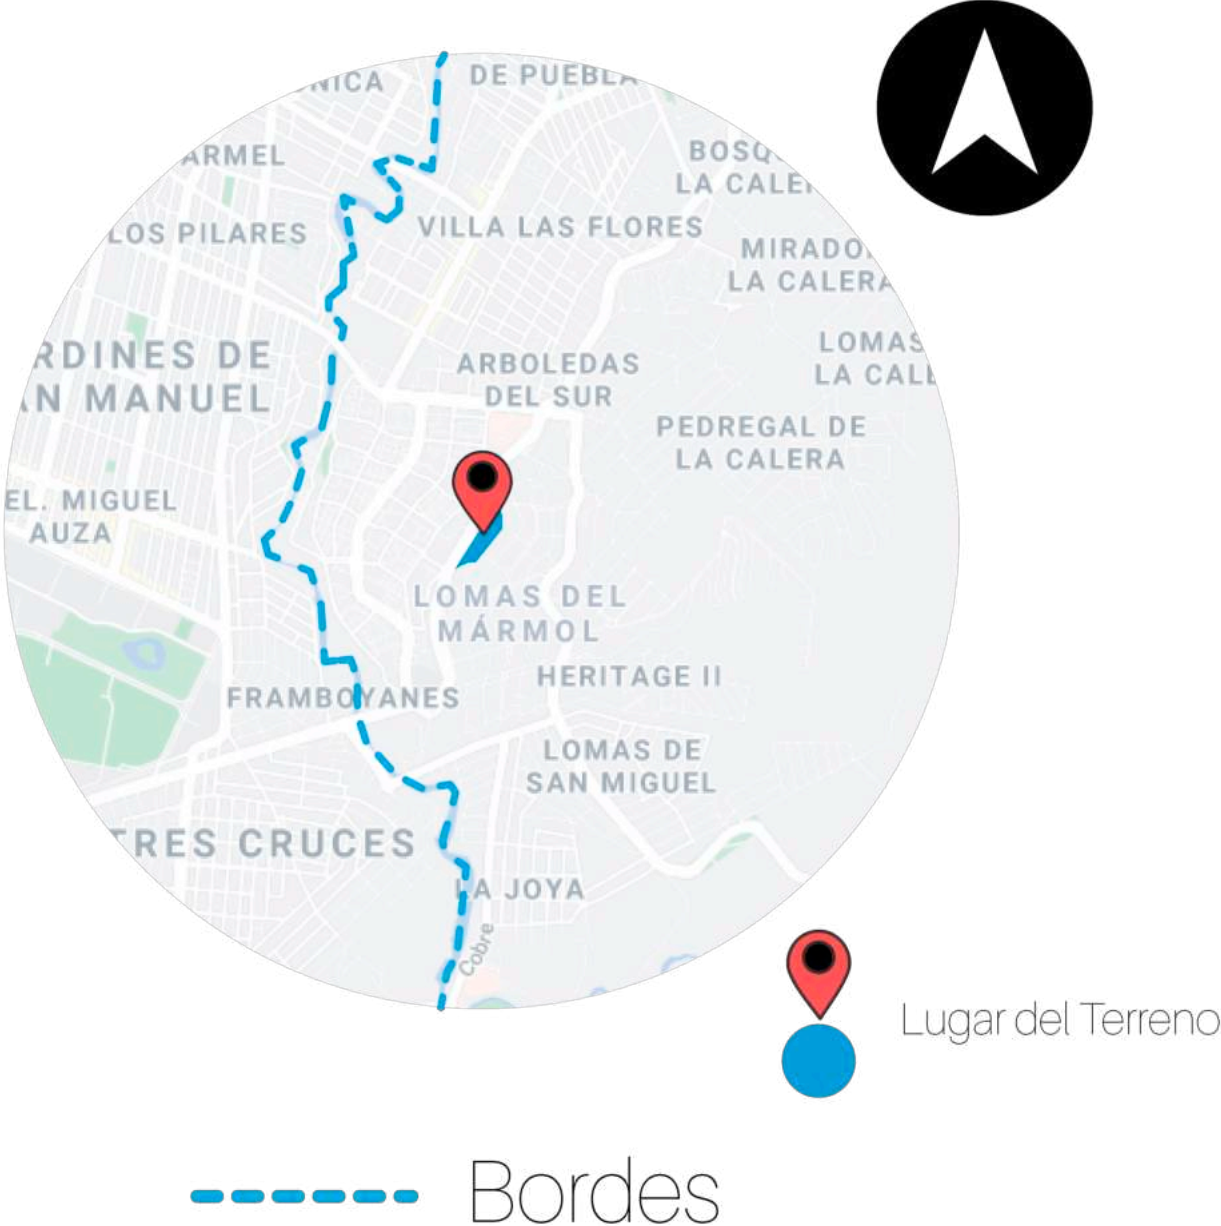 ÓNICA
DE PUEBLA
ARMEL
BOSQ
LA CALER
LOS PILARES
VILLA LAS FLORES
MIRADO
LA CALERA
RDINES DE
AN MANUEL
ARBOLEDAS
DEL SUR
LOMAS
LA CALE
PEDREGAL DE
LA CALERA
EL. MIGUEL
AUZA
LOMAS DEL
MÁRMOL
HERITAGE II
FRAMBOYANES
LOMAS DE
SAN MIGUEL
TRES CRUCES
LA JOYA
Cobre
Lugar del Terreno
Bordes